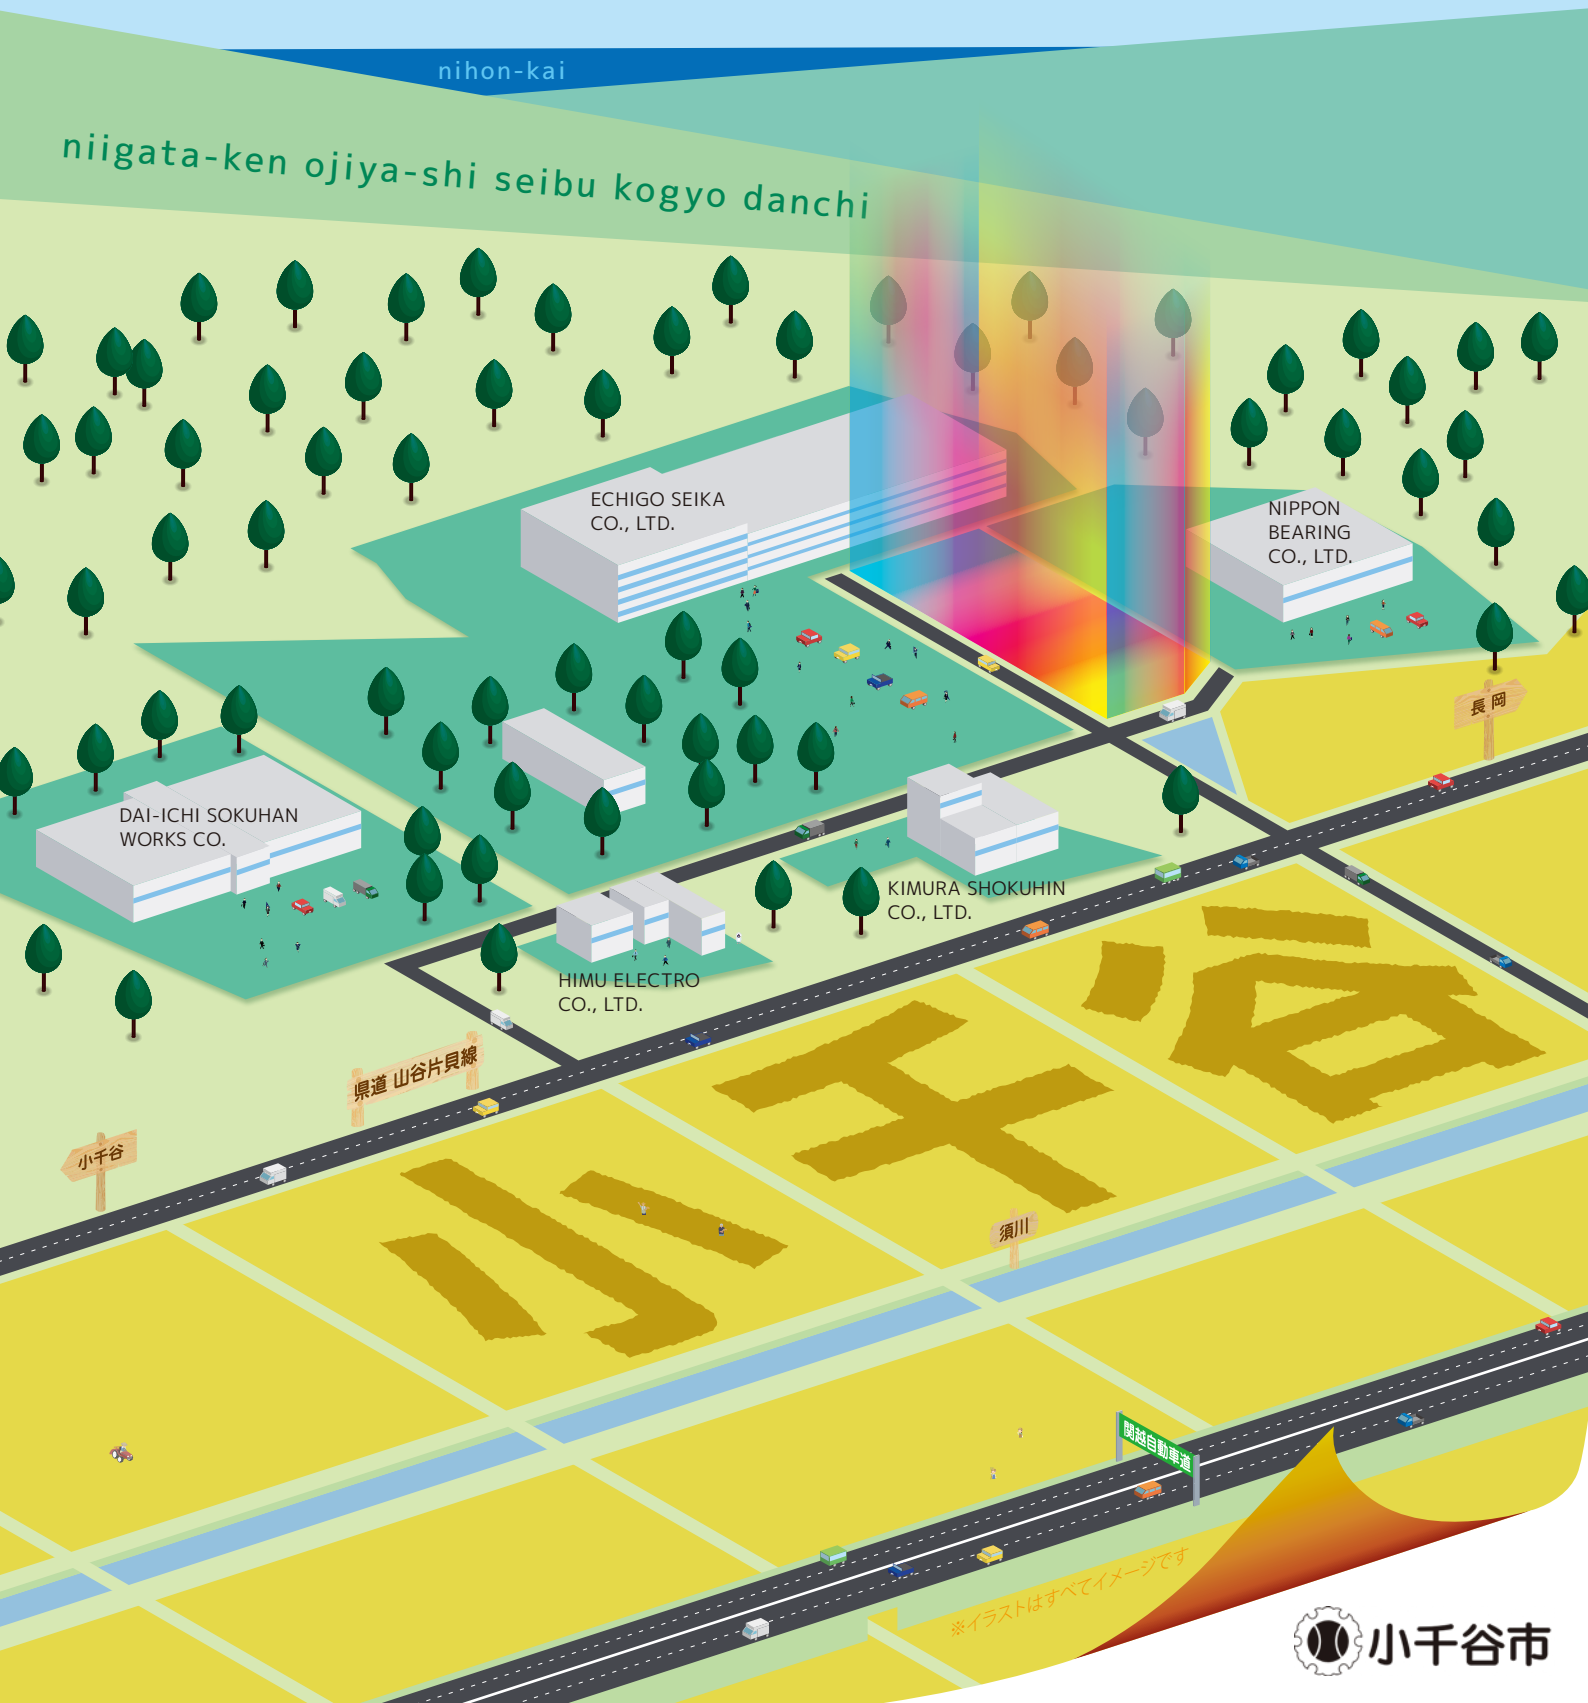 nihon-kai
niigata-ken ojiya-shi seibu kogyo danchi
ECHIGO SEIKA
CO., LTD.
NIPPON
BEARING
CO., LTD.
長岡
DAI-ICHI SOKUHAN
WORKS CO.
KIMURA SHOKUHIN
CO., LTD.
HIMU ELECTRO
CO., LTD.
県道 山谷片貝線
小千谷
小千谷
須川
関越自動車道
※イラストはすべてイメージです
小千谷市